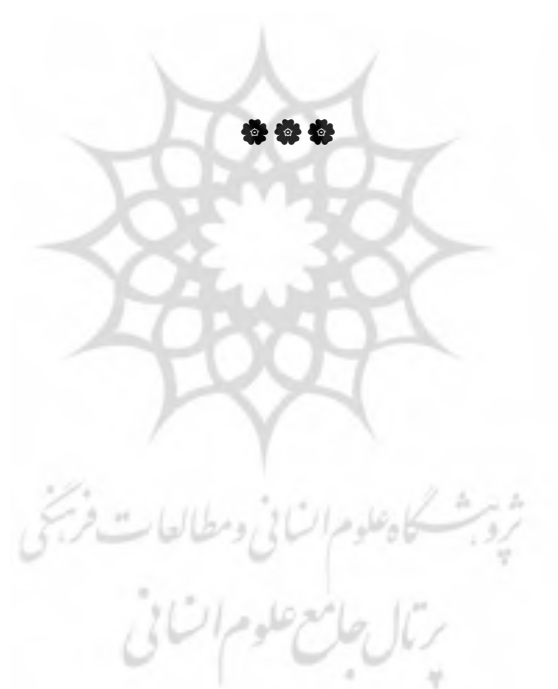 پژوهشگاه علوم انسانی و مطالعات فرهنگی
پرتال جامع علوم انسانی